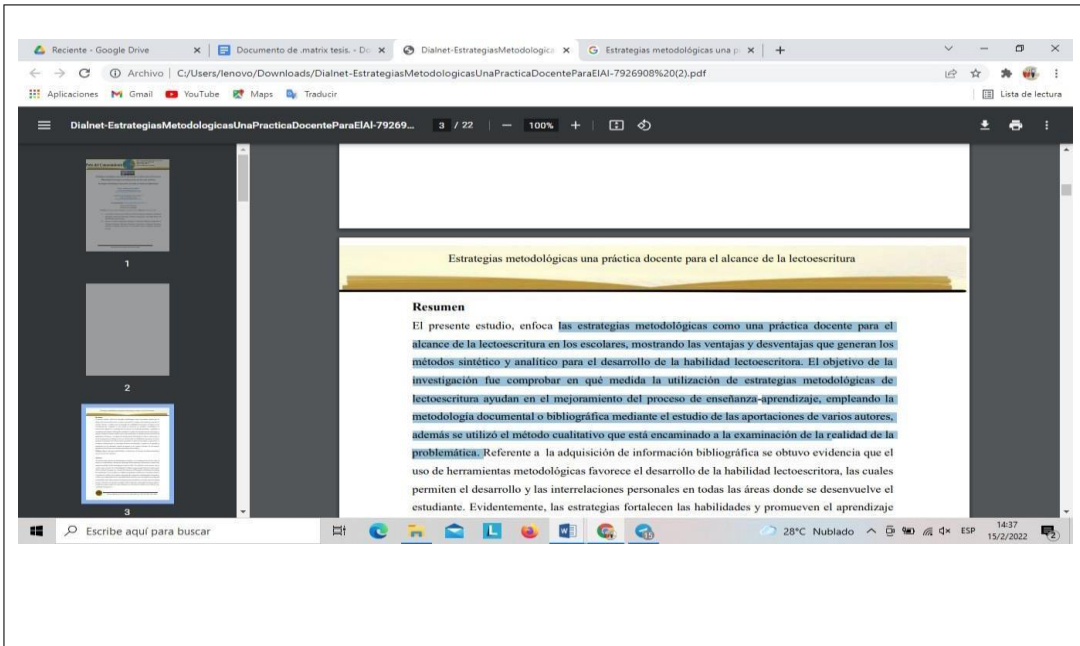 Reciente - Google Drive
Documento de .matrix tesis. - Do
Dialnet-EstrategiasMetodologica
Estrategias metodológicas una p
Archivo | C:/Users/lenovo/Downloads/Dialnet-EstrategiasMetodologicasUnaPracticaDocenteParaElAl-7926908%20(2).pdf
Aplicaciones Gmail YouTube Maps Traducir Lista de lectura
Dialnet-EstrategiasMetodologicasUnaPracticaDocenteParaElAl-79269... 3 / 22 | − 100% +
1
2
3
Estrategias metodológicas una práctica docente para el alcance de la lectoescritura
Resumen
El presente estudio, enfoca las estrategias metodológicas como una práctica docente para el
alcance de la lectoescritura en los escolares, mostrando las ventajas y desventajas que generan los
métodos sintético y analítico para el desarrollo de la habilidad lectoescritora. El objetivo de la
investigación fue comprobar en qué medida la utilización de estrategias metodológicas de
lectoescritura ayudan en el mejoramiento del proceso de enseñanza-aprendizaje, empleando la
metodología documental o bibliográfica mediante el estudio de las aportaciones de varios autores,
además se utilizó el método cualitativo que está encaminado a la examinación de la realidad de la
problemática. Referente a la adquisición de información bibliográfica se obtuvo evidencia que el
uso de herramientas metodológicas favorece el desarrollo de la habilidad lectoescritora, las cuales
permiten el desarrollo y las interrelaciones personales en todas las áreas donde se desenvuelve el
estudiante. Evidentemente, las estrategias fortalecen las habilidades y promueven el aprendizaje
Escribe aquí para buscar
28°C Nublado
ESP
14:37
15/2/2022